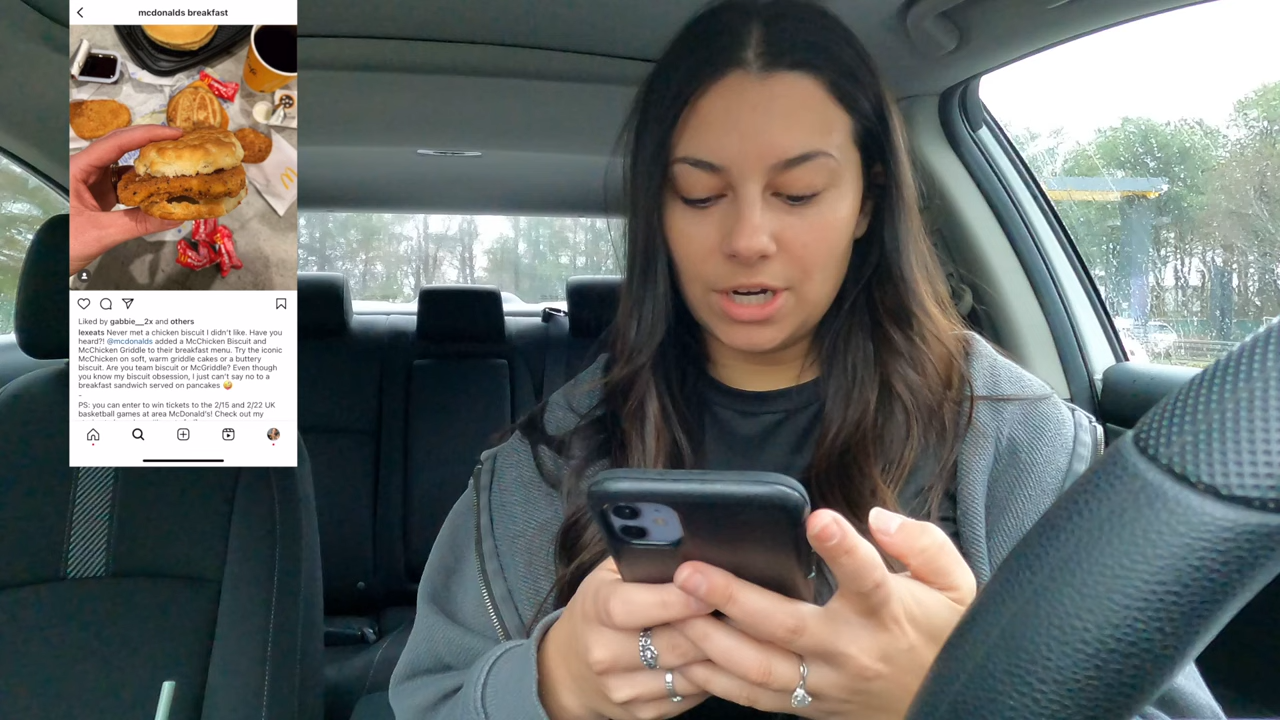 mcdonalds breakfast
Liked by gabbie__2x and others
lexeats Never met a chicken biscuit I didn't like. Have you
heard?! @mcdonalds added a McChicken Biscuit and
McChicken Griddle to their breakfast menu. Try the iconic
McChicken on soft, warm griddle cakes or a buttery
biscuit. Are you team biscuit or McGriddle? Even though
you know my biscuit obsession, I just can't say no to a
breakfast sandwich served on pancakes 😜
-
PS: you can enter to win tickets to the 2/15 and 2/22 UK
basketball games at area McDonald's! Check out my